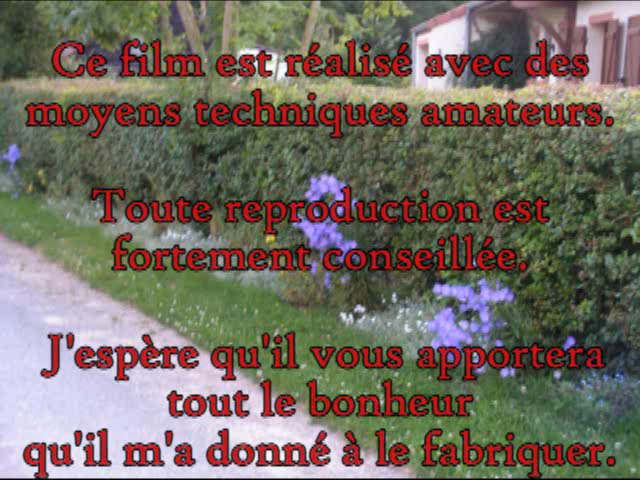 Ce film est réalisé avec des
moyens techniques amateurs.
Toute reproduction est
fortement conseillée.
J'espère qu'il vous apportera
tout le bonheur
qu'il m'a donné à le fabriquer.